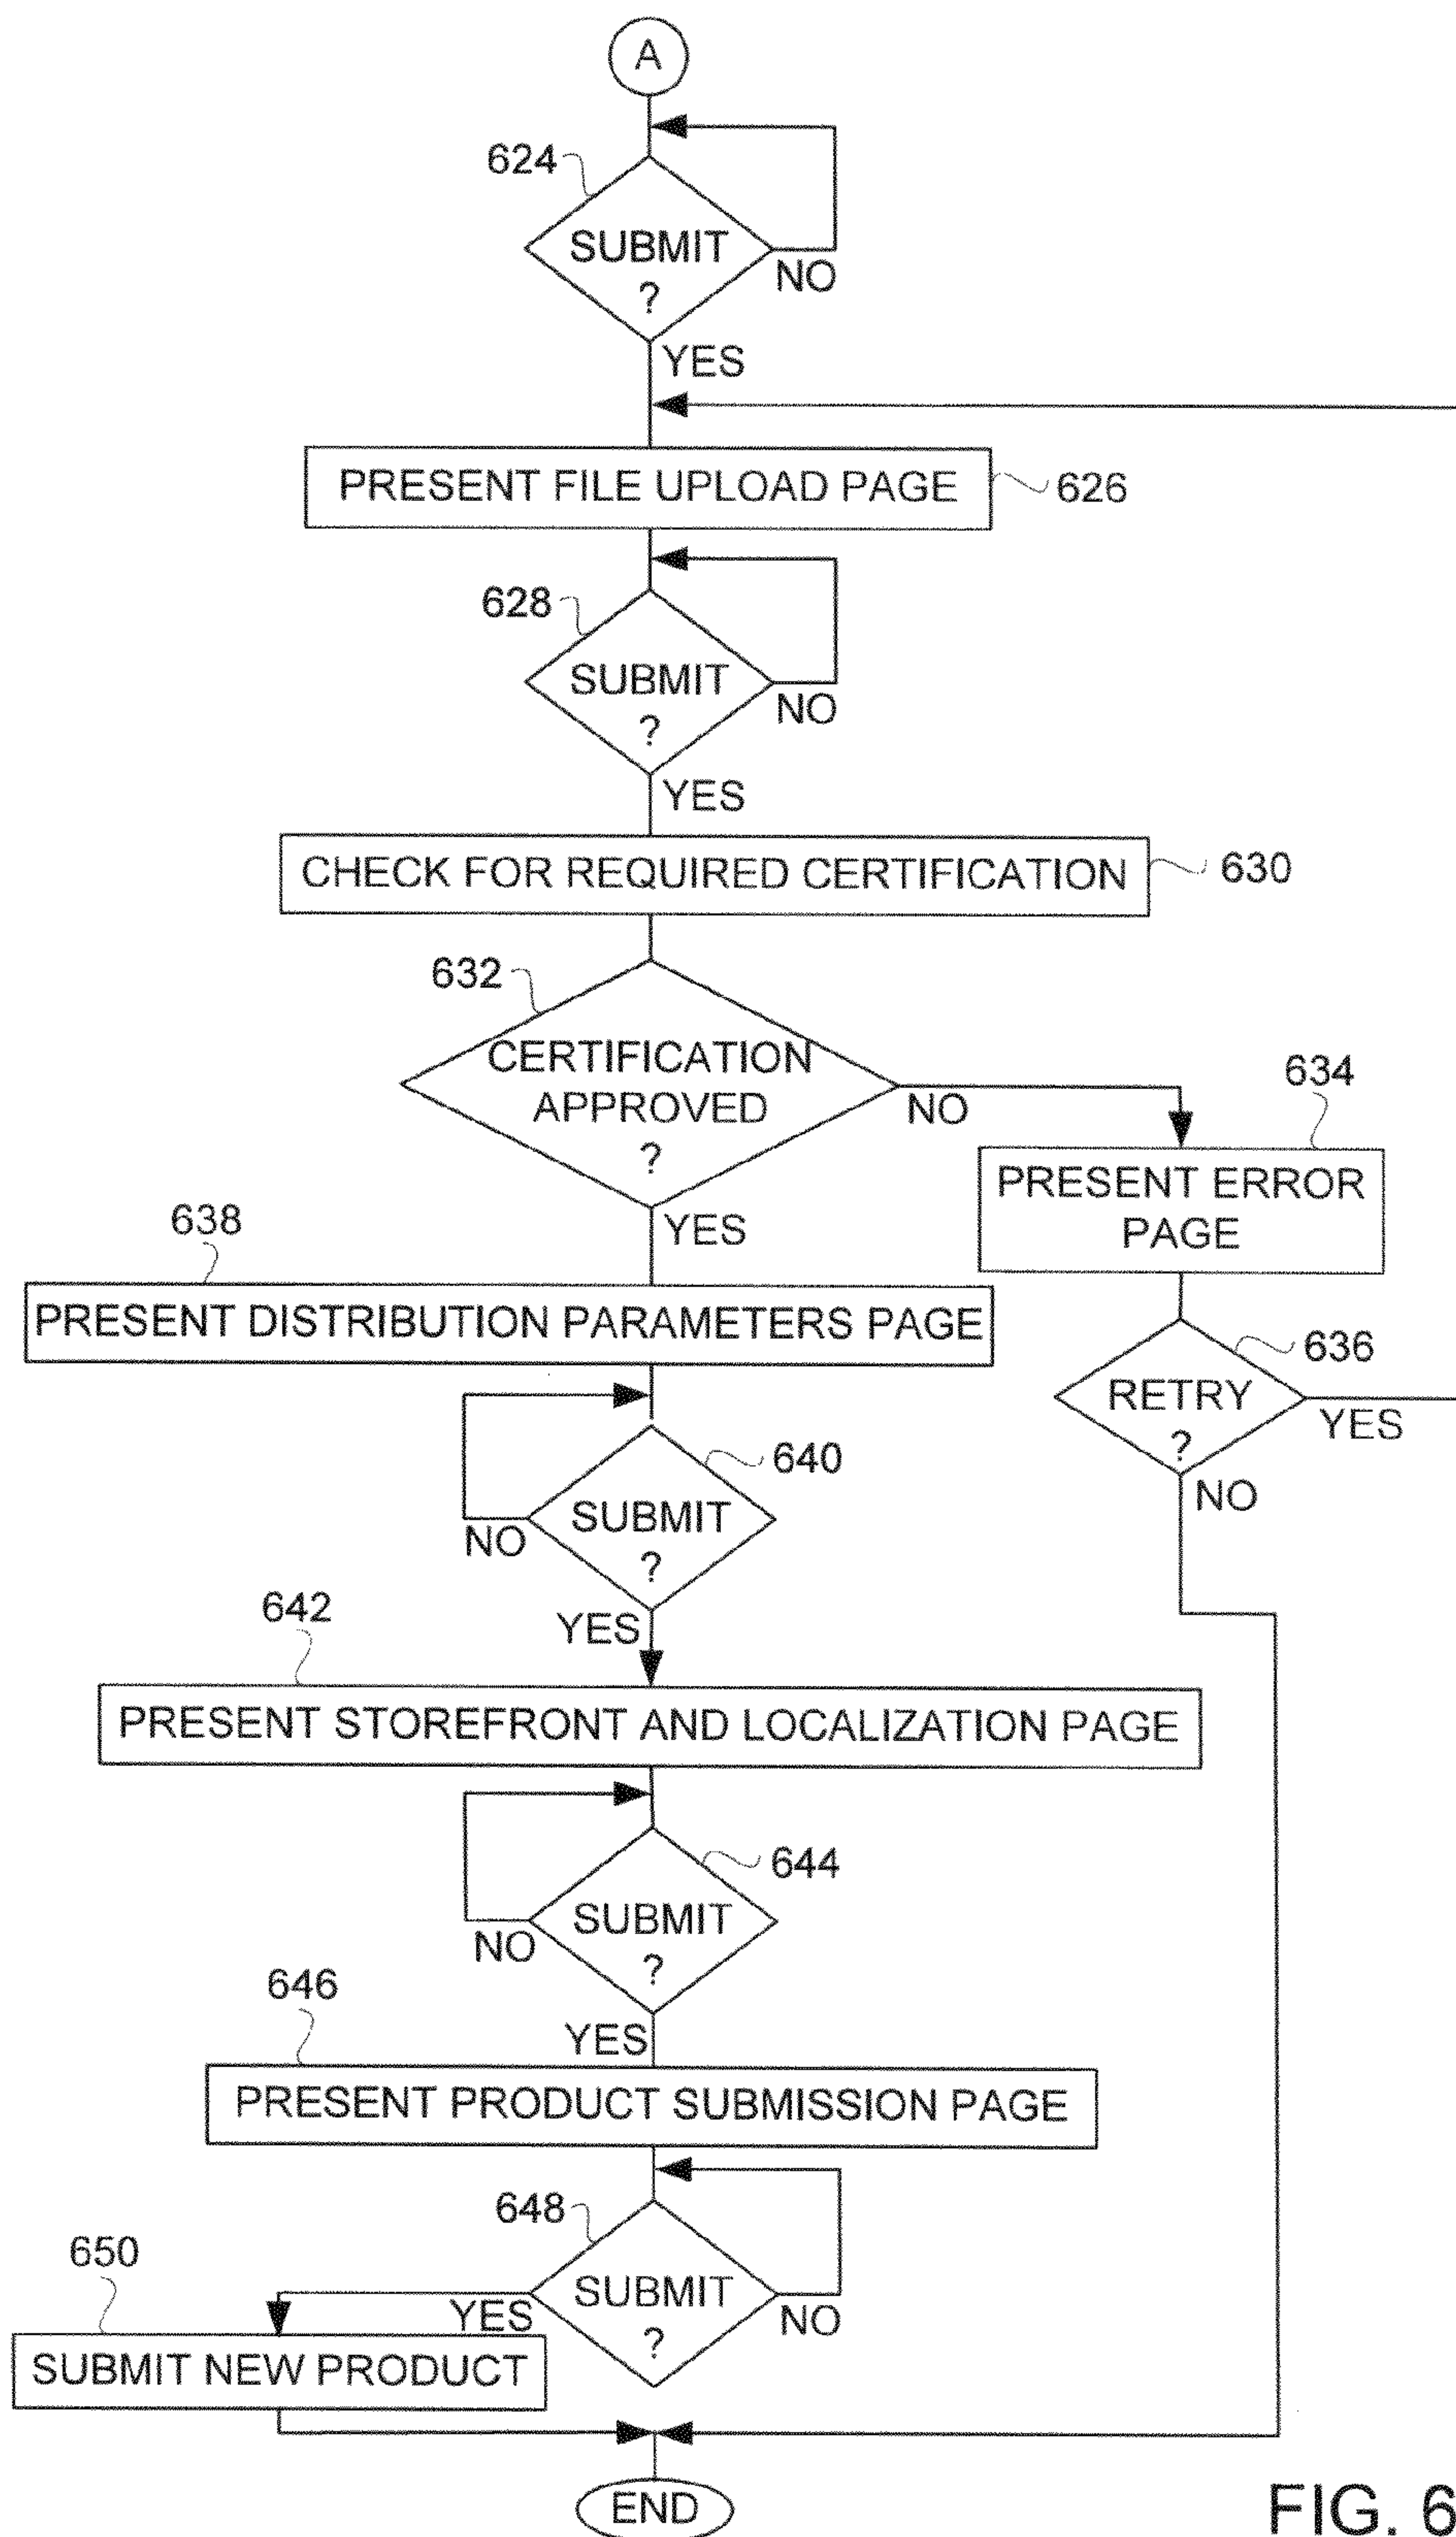 A
624
SUBMIT
?
NO
YES
PRESENT FILE UPLOAD PAGE
626
628
SUBMIT
?
NO
YES
CHECK FOR REQUIRED CERTIFICATION
630
632
CERTIFICATION
APPROVED
?
NO
YES
634
PRESENT ERROR
PAGE
636
RETRY
?
YES
NO
638
PRESENT DISTRIBUTION PARAMETERS PAGE
640
SUBMIT
?
NO
YES
642
PRESENT STOREFRONT AND LOCALIZATION PAGE
644
SUBMIT
?
NO
YES
646
PRESENT PRODUCT SUBMISSION PAGE
648
SUBMIT
?
NO
YES
650
SUBMIT NEW PRODUCT
END
FIG. 6